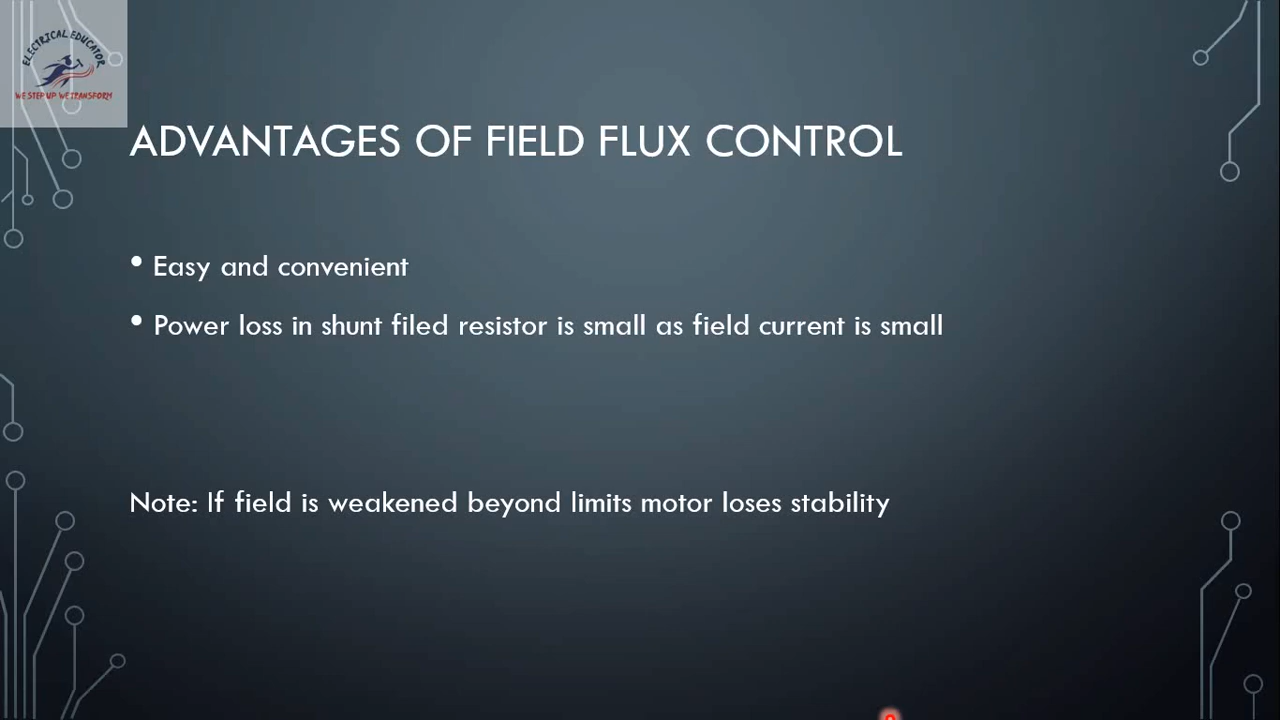 ELECTRICAL EDUCATOR
WE STEP UP WE TRANSFORM
ADVANTAGES OF FIELD FLUX CONTROL
• Easy and convenient
• Power loss in shunt filed resistor is small as field current is small
Note: If field is weakened beyond limits motor loses stability